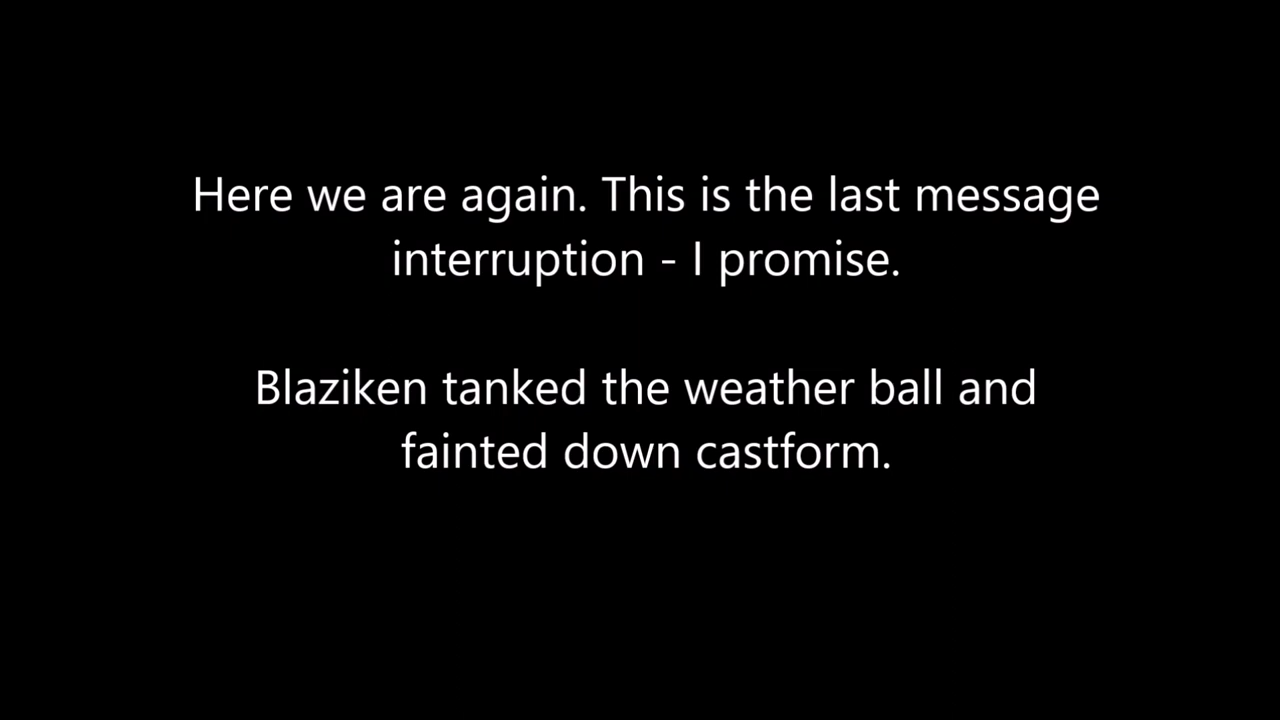 Here we are again. This is the last message
interruption - I promise.
Blaziken tanked the weather ball and
fainted down castform.